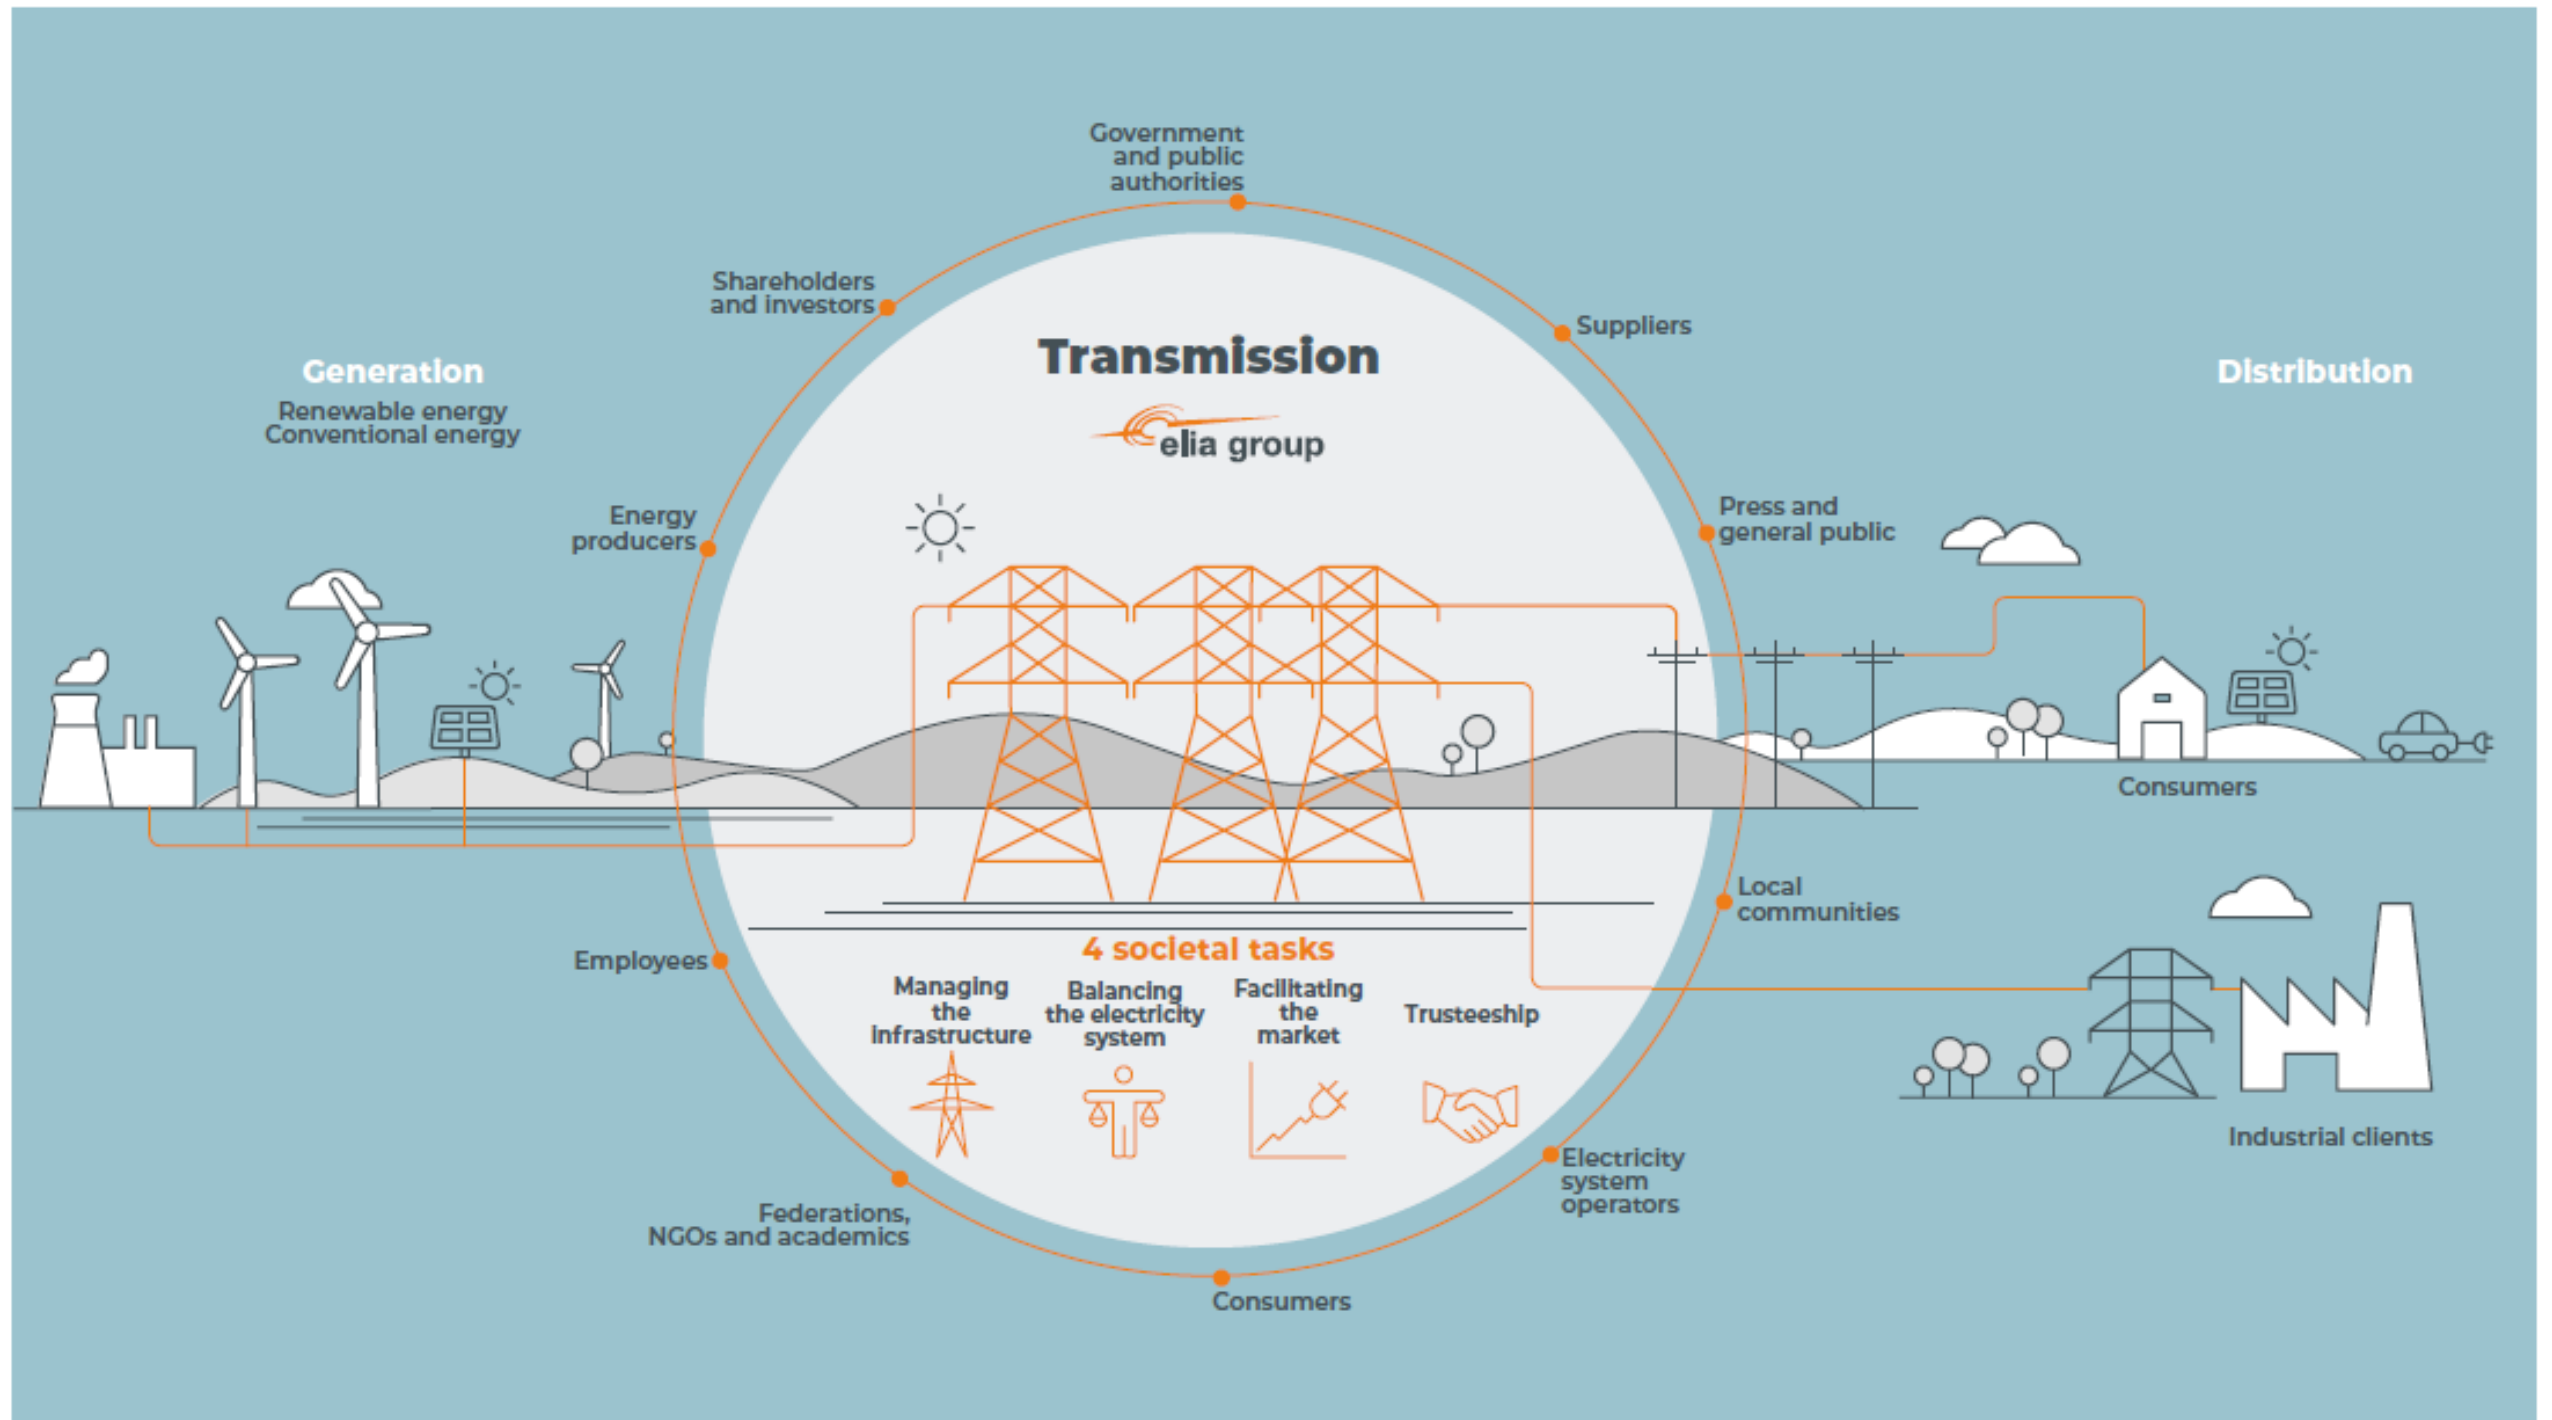 Government
and public
authorities
Shareholders
and investors
Suppliers
Transmission
elia group
Generation
Renewable energy
Conventional energy
Distribution
Energy
producers
Press and
general public
Consumers
Local
communities
Employees
4 societal tasks
Managing
the
infrastructure
Balancing
the electricity
system
Facilitating
the
market
Trusteeship
Industrial clients
Electricity
system
operators
Federations,
NGOs and academics
Consumers